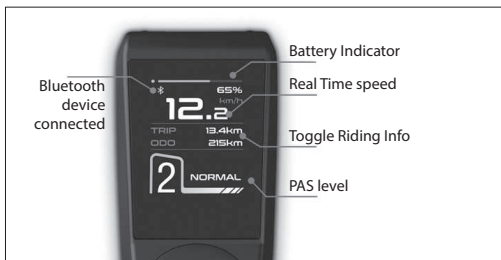 Battery Indicator
65%
Real Time speed
km/h
Bluetooth
device
connected
12.2
TRIP 13.4km
Toggle Riding Info
ODO 215km
2 NORMAL
PAS level